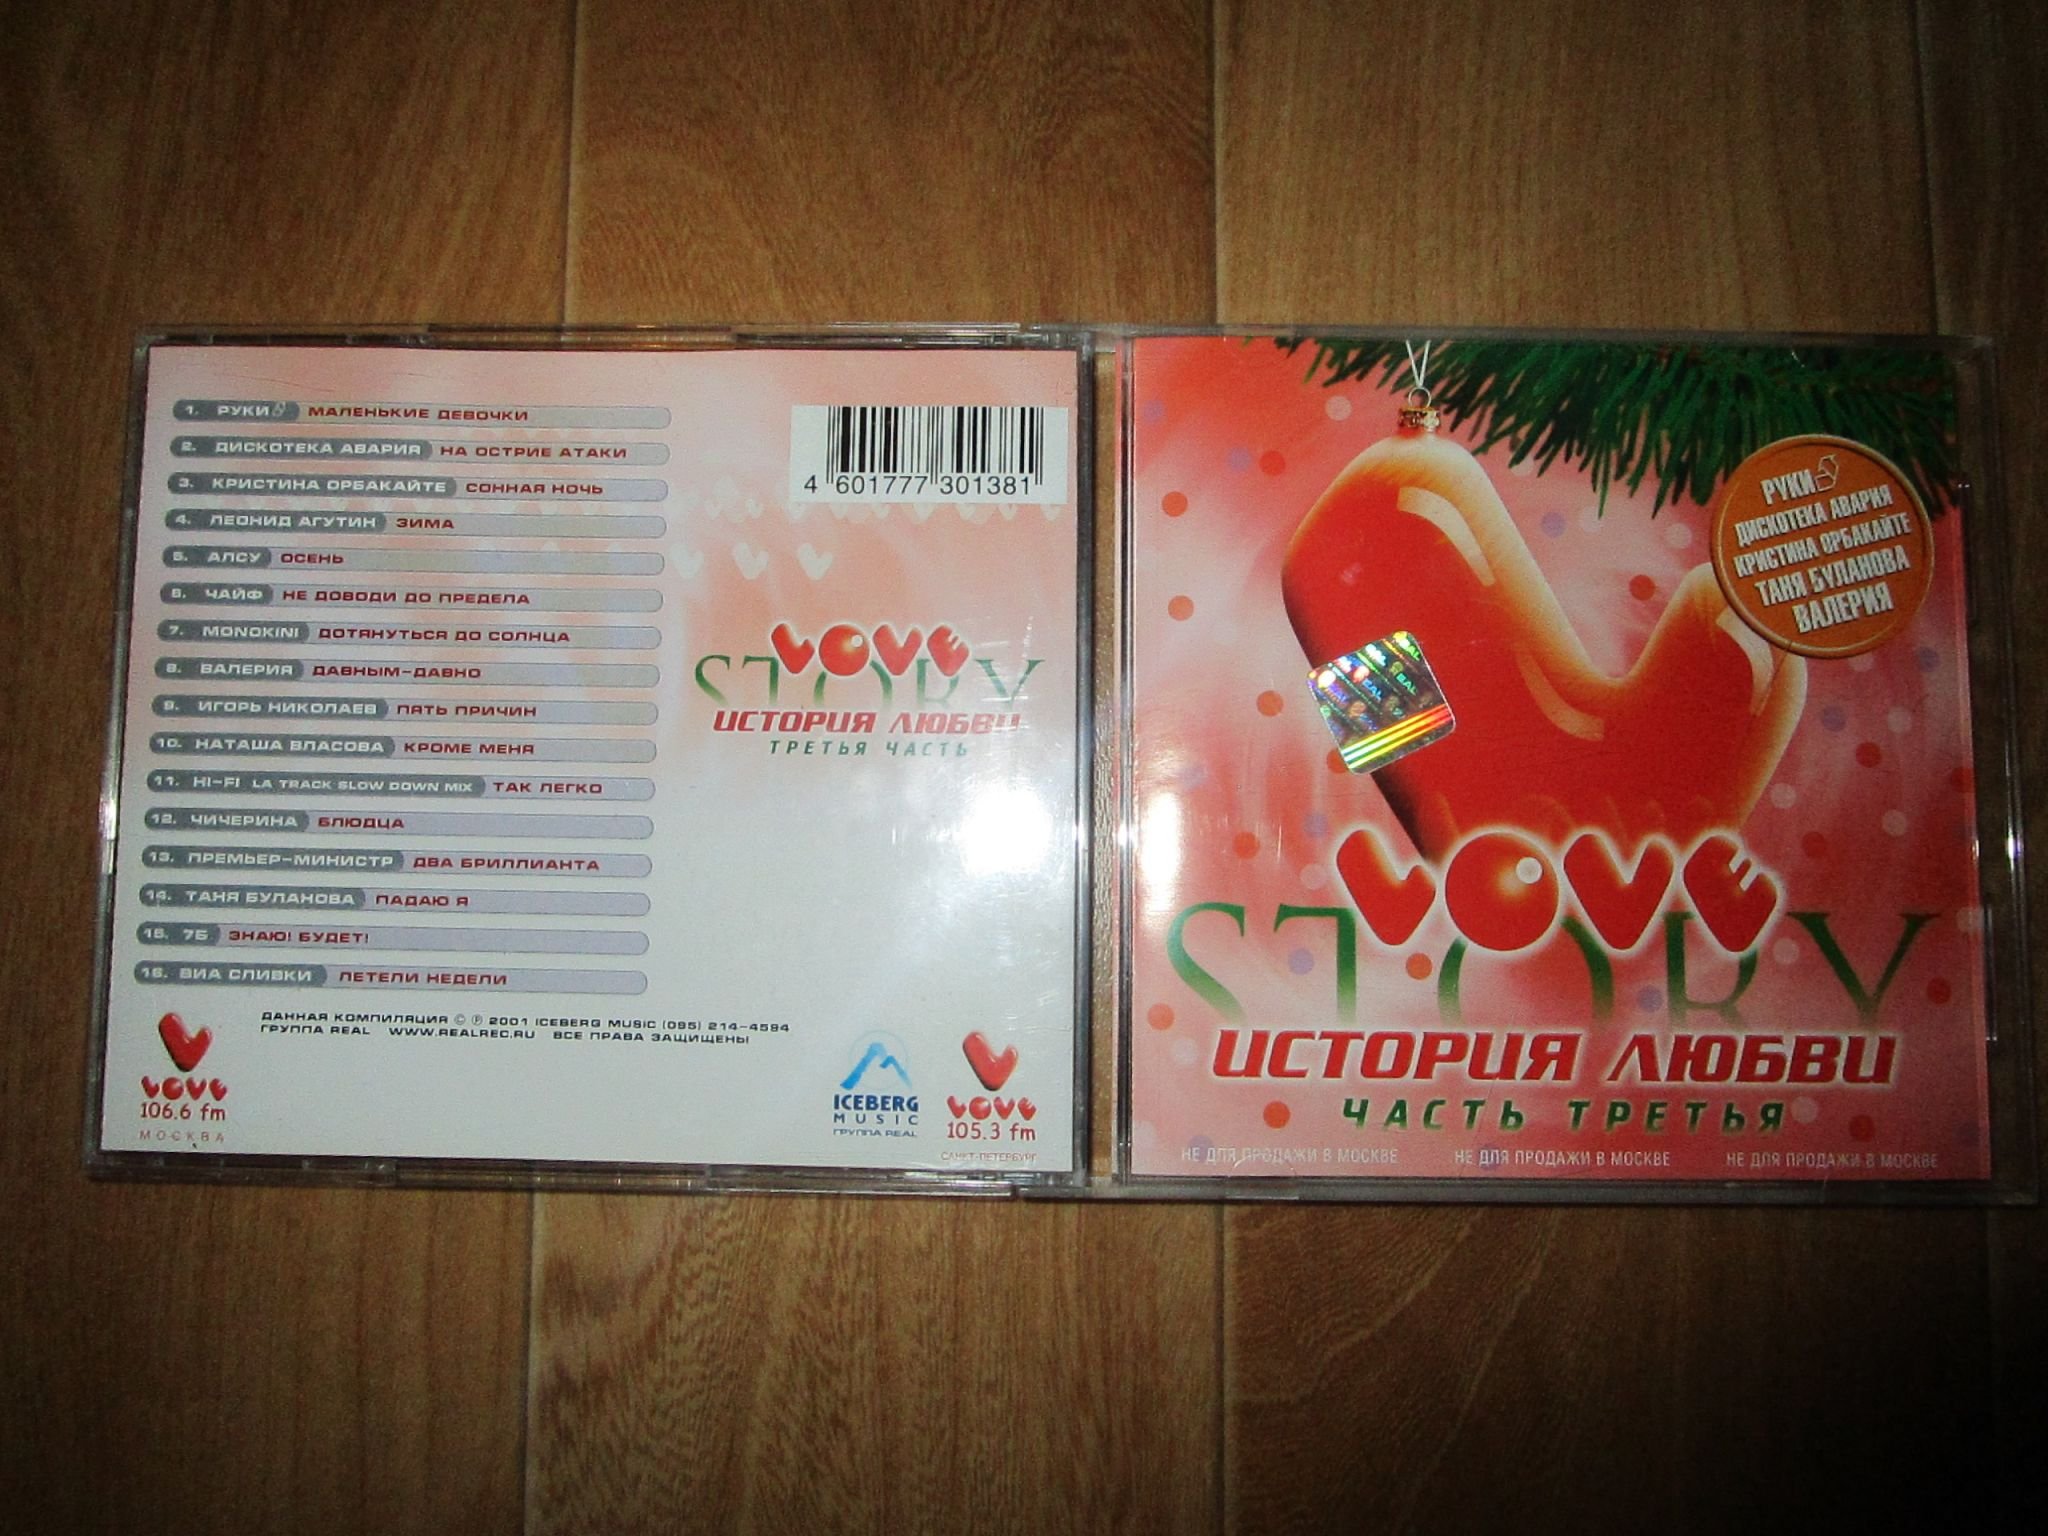 1. РУКИ МАЛЕНЬКИЕ ДЕВОЧКИ
2. ДИСКОТЕКА АВАРИЯ НА ОСТРИЕ АТАКИ
3. КРИСТИНА ОРБАКАЙТЕ СОННАЯ НОЧЬ
4. ЛЕОНИД АГУТИН ЗИМА
5. АЛСУ ОСЕНЬ
6. ЧАЙФ НЕ ДОВОДИ ДО ПРЕДЕЛА
7. MONOKINI ДОТЯНУТЬСЯ ДО СОЛНЦА
8. ВАЛЕРИЯ ДАВНЫМ-ДАВНО
9. ИГОРЬ НИКОЛАЕВ ПЯТЬ ПРИЧИН
10. НАТАША ВЛАСОВА КРОМЕ МЕНЯ
11. HI-FI LA TRACK SLOW DOWN MIX ТАК ЛЕГКО
12. ЧИЧЕРИНА БЛЮДЦА
13. ПРЕМЬЕР-МИНИСТР ДВА БРИЛЛИАНТА
14. ТАНЯ БУЛАНОВА ПАДАЮ Я
15. 7Б ЗНАЮ! БУДЕТ!
16. ВИА СЛИВКИ ЛЕТЕЛИ НЕДЕЛИ
ДАННАЯ КОМПИЛЯЦИЯ © ℗ 2001 ICEBERG MUSIC (095) 214-4594
ГРУППА REAL WWW.REALREC.RU ВСЕ ПРАВА ЗАЩИЩЕНЫ
LOVE
106.6 fm
МОСКВА
ICEBERG
MUSIC
ГРУППА REAL
LOVE
105.3 fm
САНКТ-ПЕТЕРБУРГ
4 601777 301381
LOVE
STORY
ИСТОРИЯ ЛЮБВИ
ТРЕТЬЯ ЧАСТЬ
РУКИ
ДИСКОТЕКА АВАРИЯ
КРИСТИНА ОРБАКАЙТЕ
ТАНЯ БУЛАНОВА
ВАЛЕРИЯ
LOVE
STORY
ИСТОРИЯ ЛЮБВИ
ЧАСТЬ ТРЕТЬЯ
НЕ ДЛЯ ПРОДАЖИ В МОСКВЕ НЕ ДЛЯ ПРОДАЖИ В МОСКВЕ НЕ ДЛЯ ПРОДАЖИ В МОСКВЕ